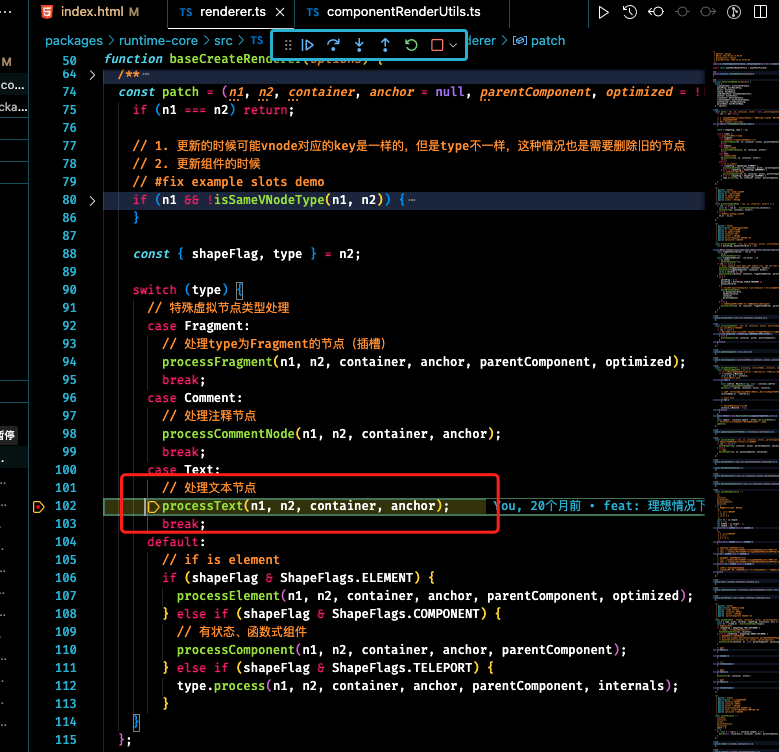 index.html M
TS renderer.ts ×
TS componentRenderUtils.ts
packages › runtime-core › src › TS
derer › patch
M
co...
cka...
暂停
50 function baseCreateRenderer(options) {
64 /** ···
74 const patch = (n1, n2, container, anchor = null, parentComponent, optimized = !!
75 if (n1 === n2) return;
76
77 // 1. 更新的时候可能vnode对应的key是一样的，但是type不一样，这种情况也是需要删除旧的节点
78 // 2. 更新组件的时候
79 // #fix example slots demo
80 if (n1 && !isSameVNodeType(n1, n2)) { ···
86 }
87
88 const { shapeFlag, type } = n2;
89
90 switch (type) {
91 // 特殊虚拟节点类型处理
92 case Fragment:
93 // 处理type为Fragment的节点（插槽）
94 processFragment(n1, n2, container, anchor, parentComponent, optimized);
95 break;
96 case Comment:
97 // 处理注释节点
98 processCommentNode(n1, n2, container, anchor);
99 break;
100 case Text:
101 // 处理文本节点
102 processText(n1, n2, container, anchor); You, 20个月前 • feat: 理想情况下
103 break;
104 default:
105 // if is element
106 if (shapeFlag & ShapeFlags.ELEMENT) {
107 processElement(n1, n2, container, anchor, parentComponent, optimized);
108 } else if (shapeFlag & ShapeFlags.COMPONENT) {
109 // 有状态、函数式组件
110 processComponent(n1, n2, container, anchor, parentComponent);
111 } else if (shapeFlag & ShapeFlags.TELEPORT) {
112 type.process(n1, n2, container, anchor, parentComponent, internals);
113 }
114 }
115 };